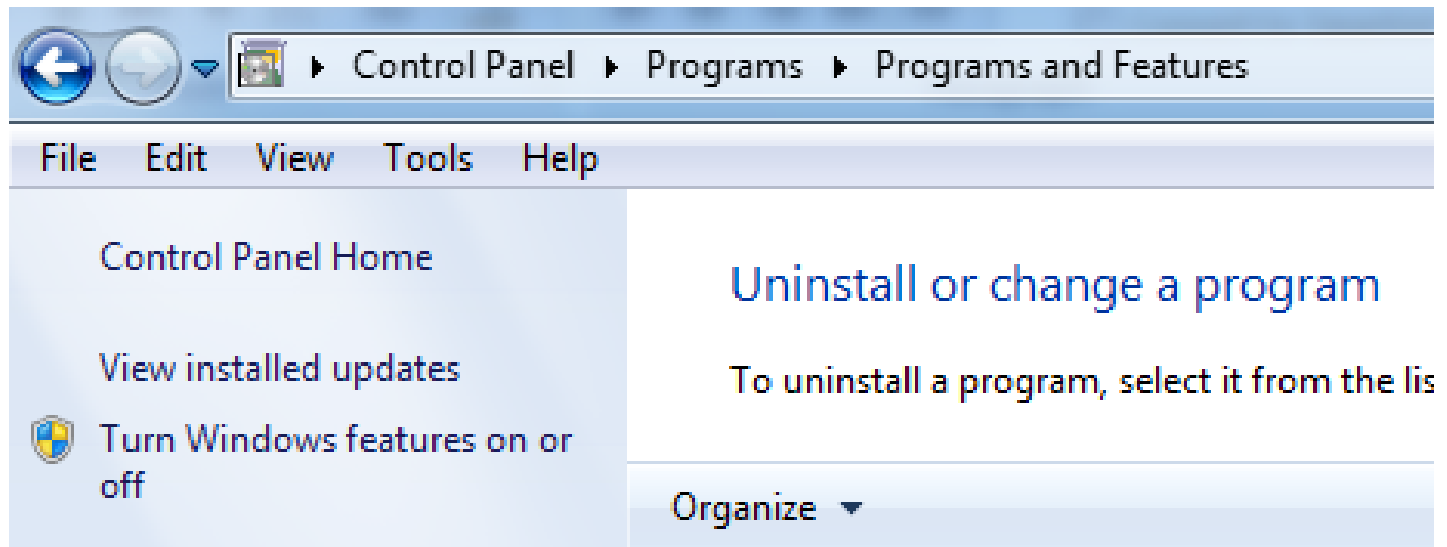 Control Panel Programs Programs and Features
File Edit View Tools Help
Control Panel Home
View installed updates
Turn Windows features on or
off
Uninstall or change a program
To uninstall a program, select it from the
Organize